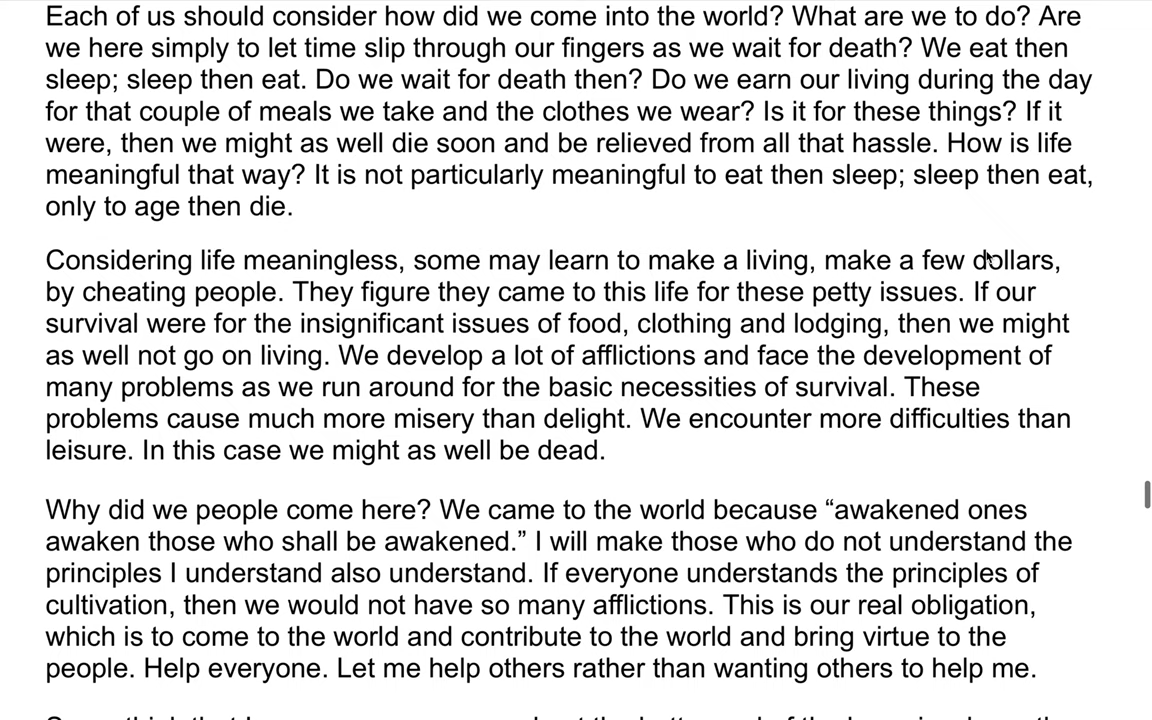 Each of us should consider how did we come into the world? What are we to do? Are
we here simply to let time slip through our fingers as we wait for death? We eat then
sleep; sleep then eat. Do we wait for death then? Do we earn our living during the day
for that couple of meals we take and the clothes we wear? Is it for these things? If it
were, then we might as well die soon and be relieved from all that hassle. How is life
meaningful that way? It is not particularly meaningful to eat then sleep; sleep then eat,
only to age then die.
Considering life meaningless, some may learn to make a living, make a few dollars,
by cheating people. They figure they came to this life for these petty issues. If our
survival were for the insignificant issues of food, clothing and lodging, then we might
as well not go on living. We develop a lot of afflictions and face the development of
many problems as we run around for the basic necessities of survival. These
problems cause much more misery than delight. We encounter more difficulties than
leisure. In this case we might as well be dead.
Why did we people come here? We came to the world because “awakened ones
awaken those who shall be awakened.” I will make those who do not understand the
principles I understand also understand. If everyone understands the principles of
cultivation, then we would not have so many afflictions. This is our real obligation,
which is to come to the world and contribute to the world and bring virtue to the
people. Help everyone. Let me help others rather than wanting others to help me.